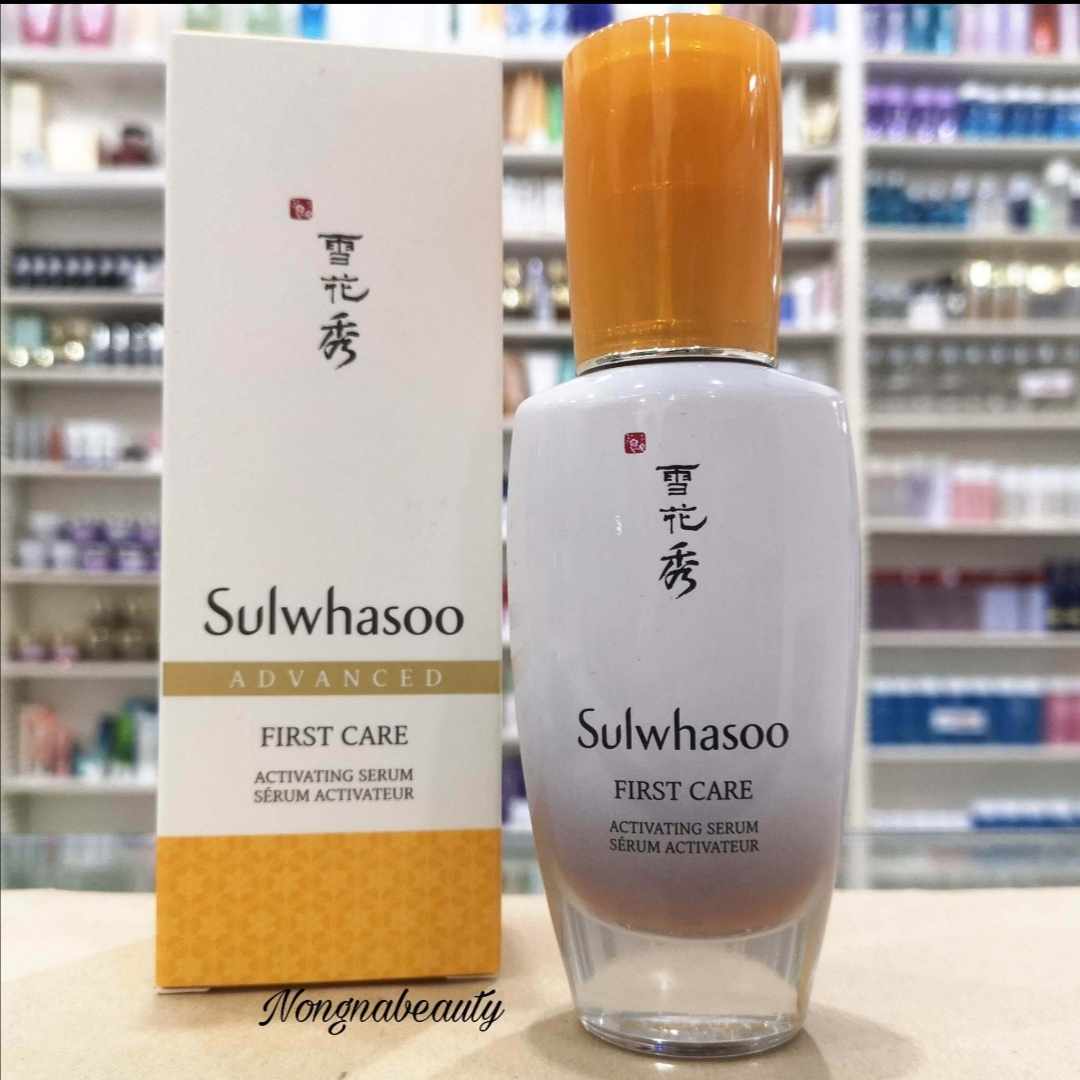 雪花秀
Sulwhasoo
ADVANCED
FIRST CARE
ACTIVATING SERUM
SÉRUM ACTIVATEUR
雪花秀
Sulwhasoo
FIRST CARE
ACTIVATING SERUM
SÉRUM ACTIVATEUR
Nongnabeauty